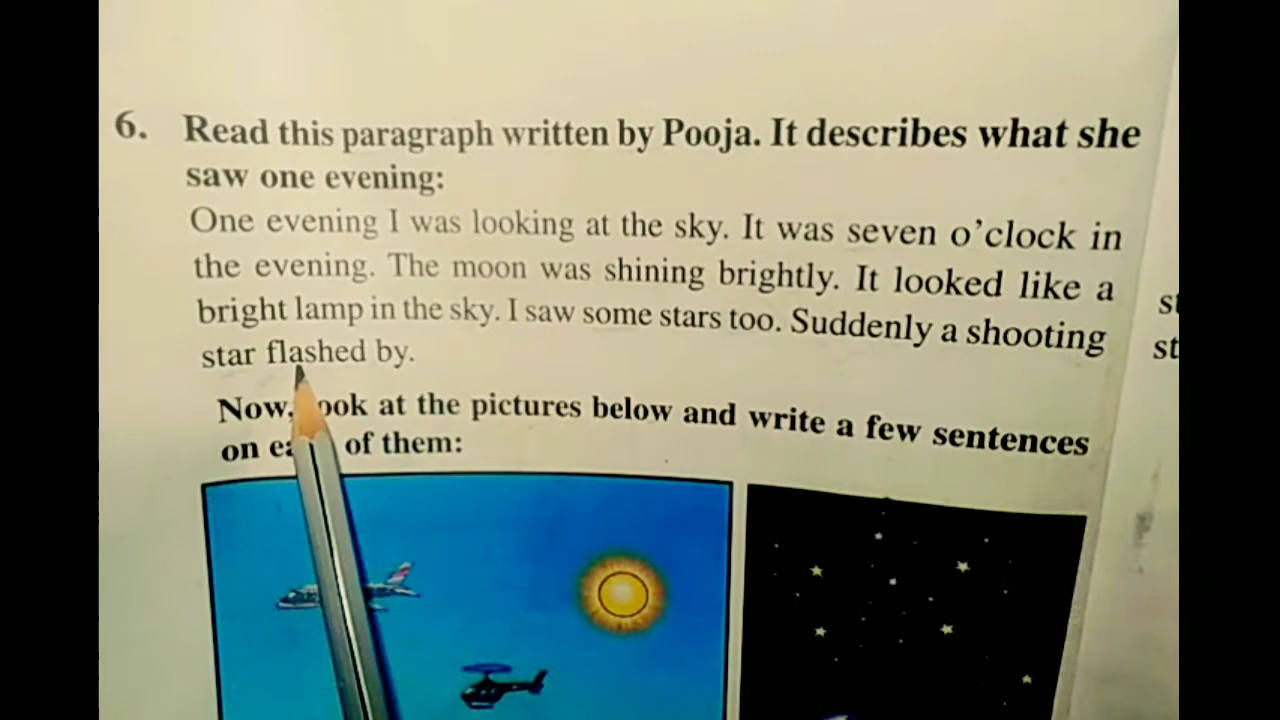 6. Read this paragraph written by Pooja. It describes what she
saw one evening:
One evening I was looking at the sky. It was seven o'clock in
the evening. The moon was shining brightly. It looked like a
bright lamp in the sky. I saw some stars too. Suddenly a shooting
star flashed by.
Now, look at the pictures below and write a few sentences
on of them:
st
st